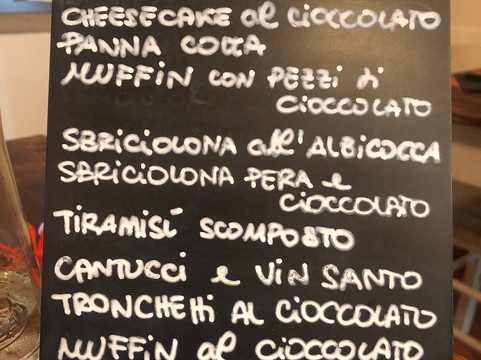 CHEESECAKE al CIOCCOLATO
PANNA COTTA
MUFFIN CON PEZZI di
CIOCCOLATO
SBRICIOLONA all'ALBICOCCA
SBRICIOLONA PERA e
CIOCCOLATO
TIRAMISÙ SCOMPOSTO
CANTUCCI e VIN SANTO
TRONCHETTI AL CIOCCOLATO
MUFFIN al CIOCCOLATO